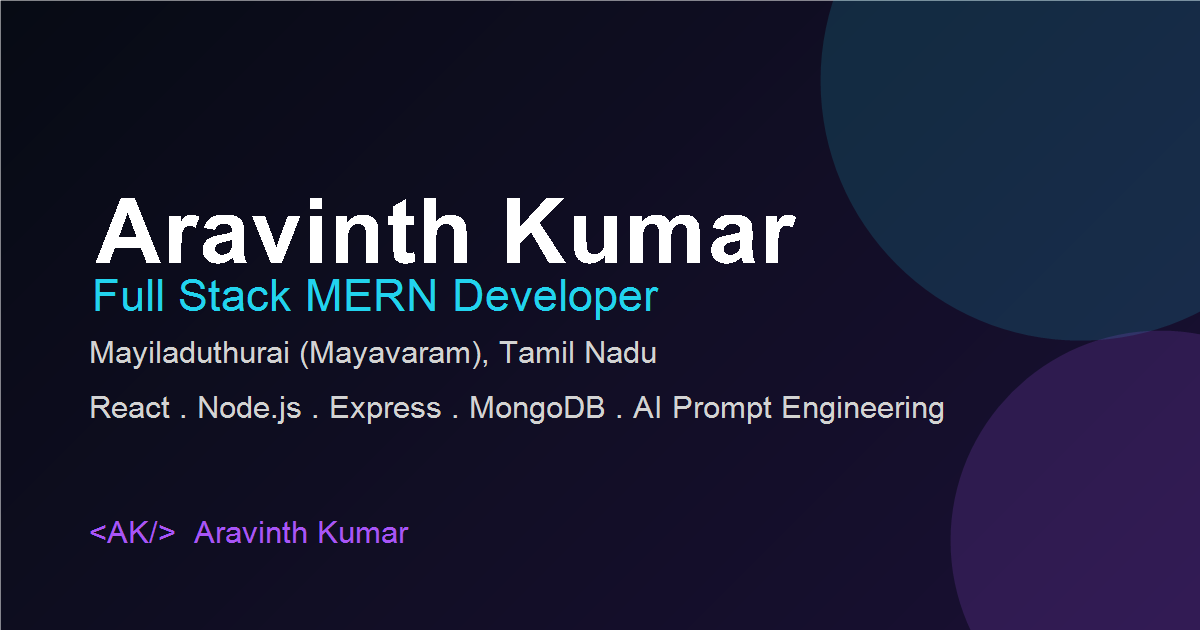 Aravinth Kumar
Full Stack MERN Developer
Mayiladuthurai (Mayavaram), Tamil Nadu
React . Node.js . Express . MongoDB . AI Prompt Engineering
<AK/> Aravinth Kumar